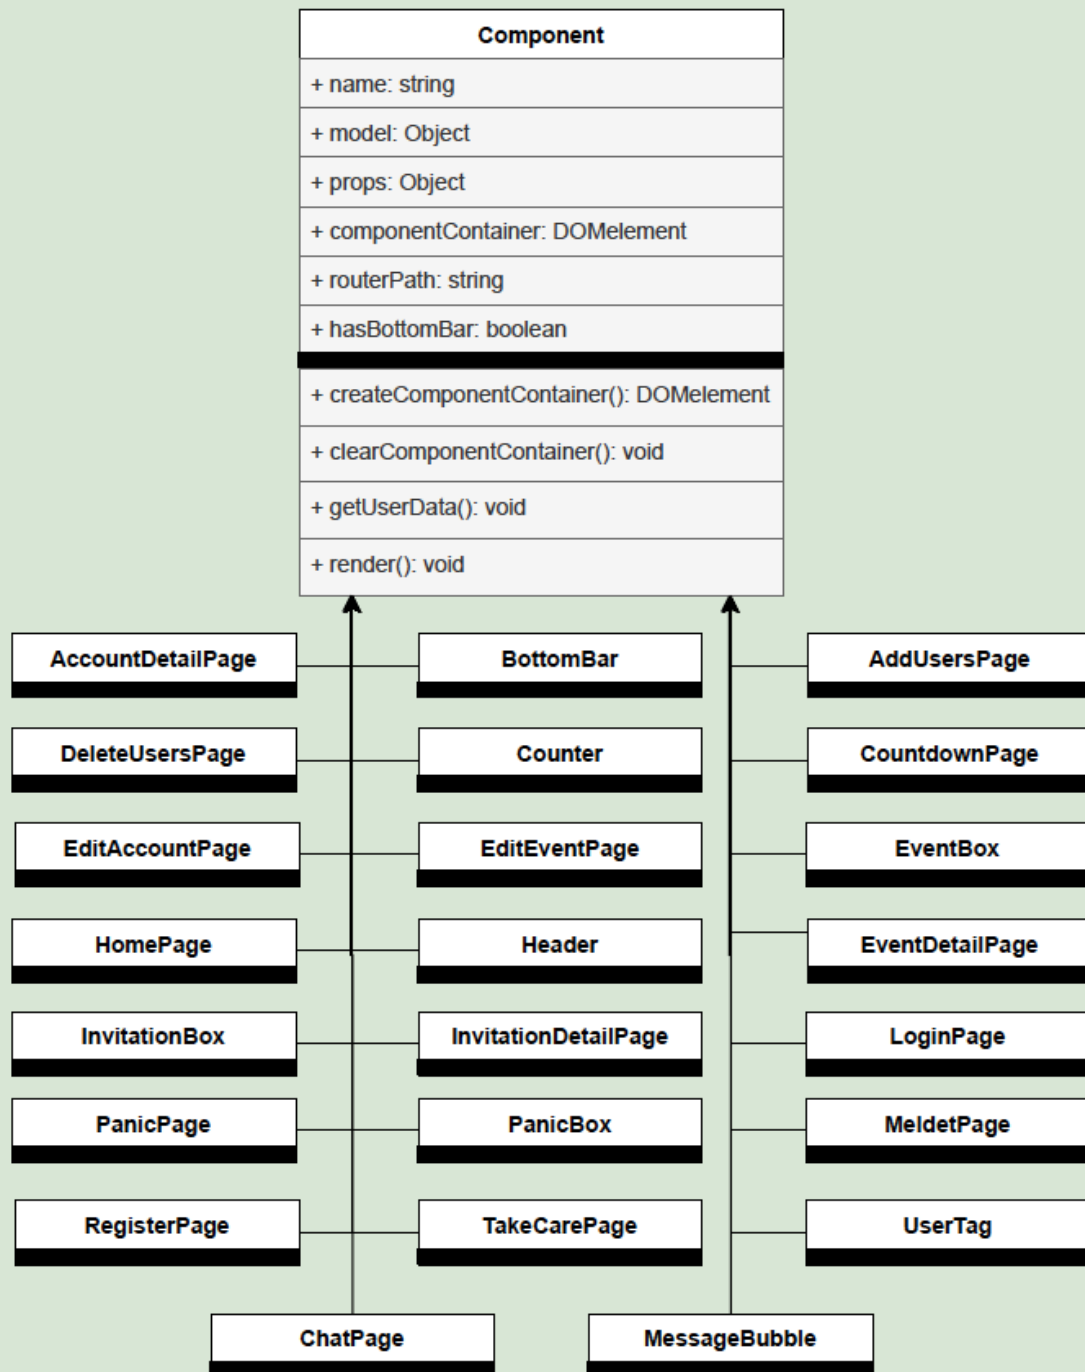 Component
+ name: string
+ model: Object
+ props: Object
+ componentContainer: DOMelement
+ routerPath: string
+ hasBottomBar: boolean
+ createComponentContainer(): DOMelement
+ clearComponentContainer(): void
+ getUserData(): void
+ render(): void
AccountDetailPage
BottomBar
AddUsersPage
DeleteUsersPage
Counter
CountdownPage
EditAccountPage
EditEventPage
EventBox
HomePage
Header
EventDetailPage
InvitationBox
InvitationDetailPage
LoginPage
PanicPage
PanicBox
MeldetPage
RegisterPage
TakeCarePage
UserTag
ChatPage
MessageBubble